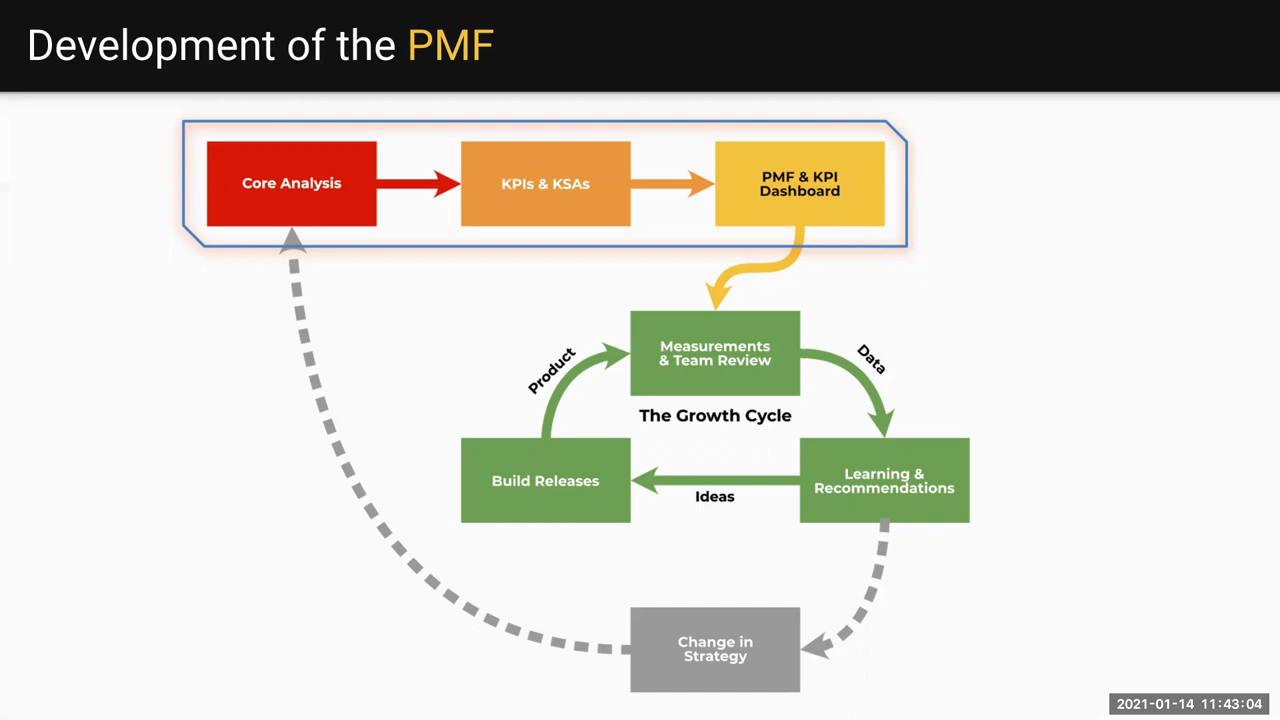 Development of the PMF
Core Analysis
KPIs & KSAs
PMF & KPI
Dashboard
Measurements
& Team Review
Product
Data
The Growth Cycle
Build Releases
Learning &
Recommendations
Ideas
Change in
Strategy
2021-01-14 11:43:04